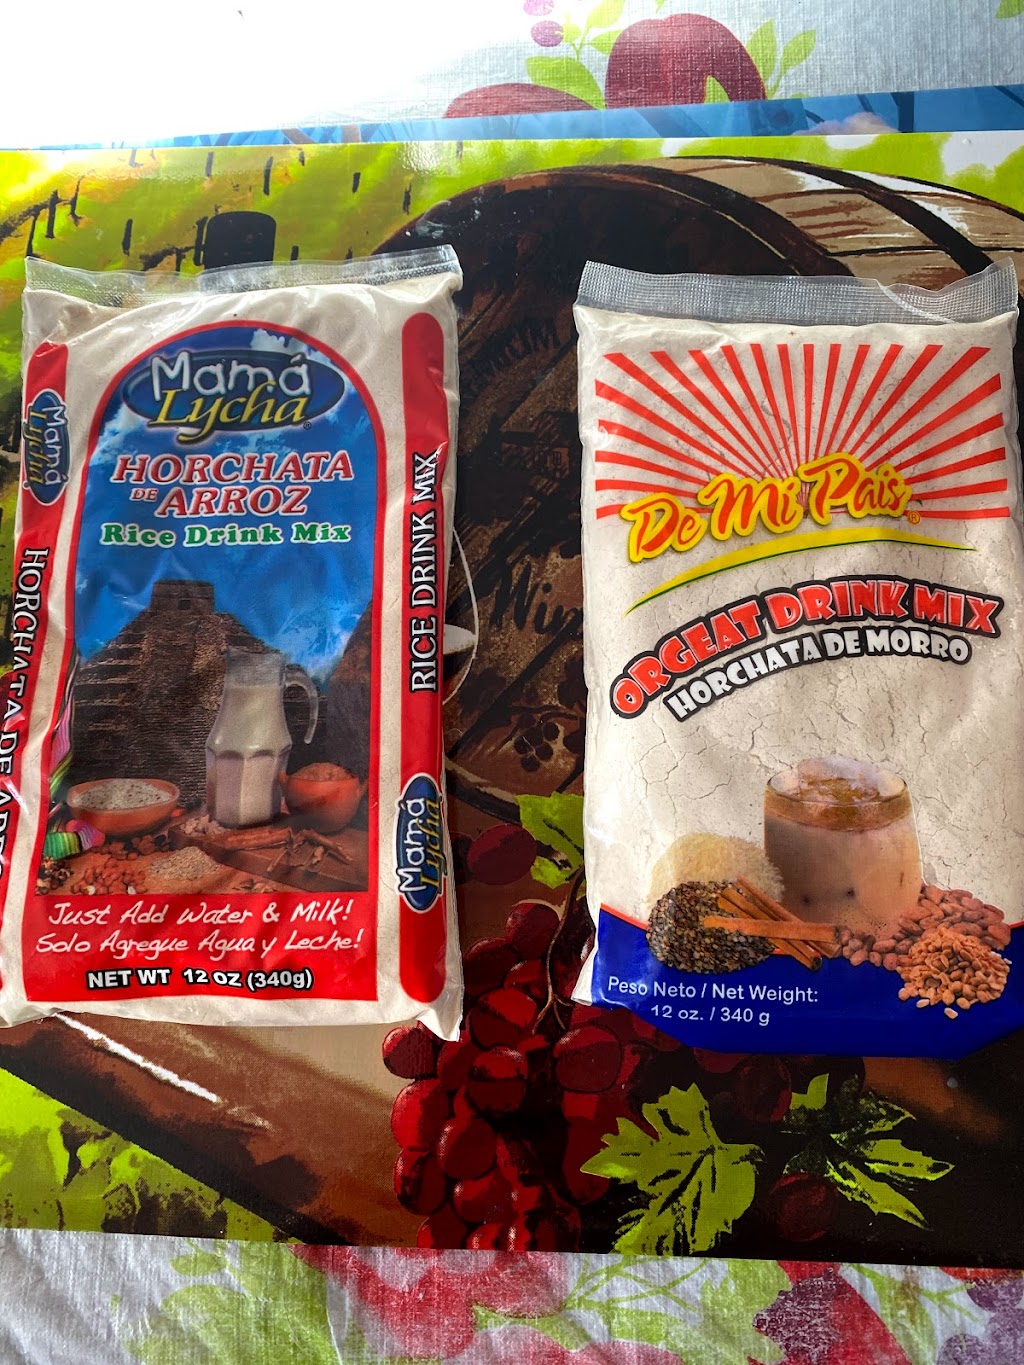 Mamá
Lycha
HORCHATA
DE ARROZ
Rice Drink Mix
Just Add Water & Milk!
Solo Agregue Agua y Leche!
NET WT 12 OZ (340g)
Mamá
Lycha
HORCHATA DE
RICE DRINK MIX
Mamá
Lycha
De Mi País
ORGEAT DRINK MIX
HORCHATA DE MORRO
Peso Neto / Net Weight:
12 oz. / 340 g